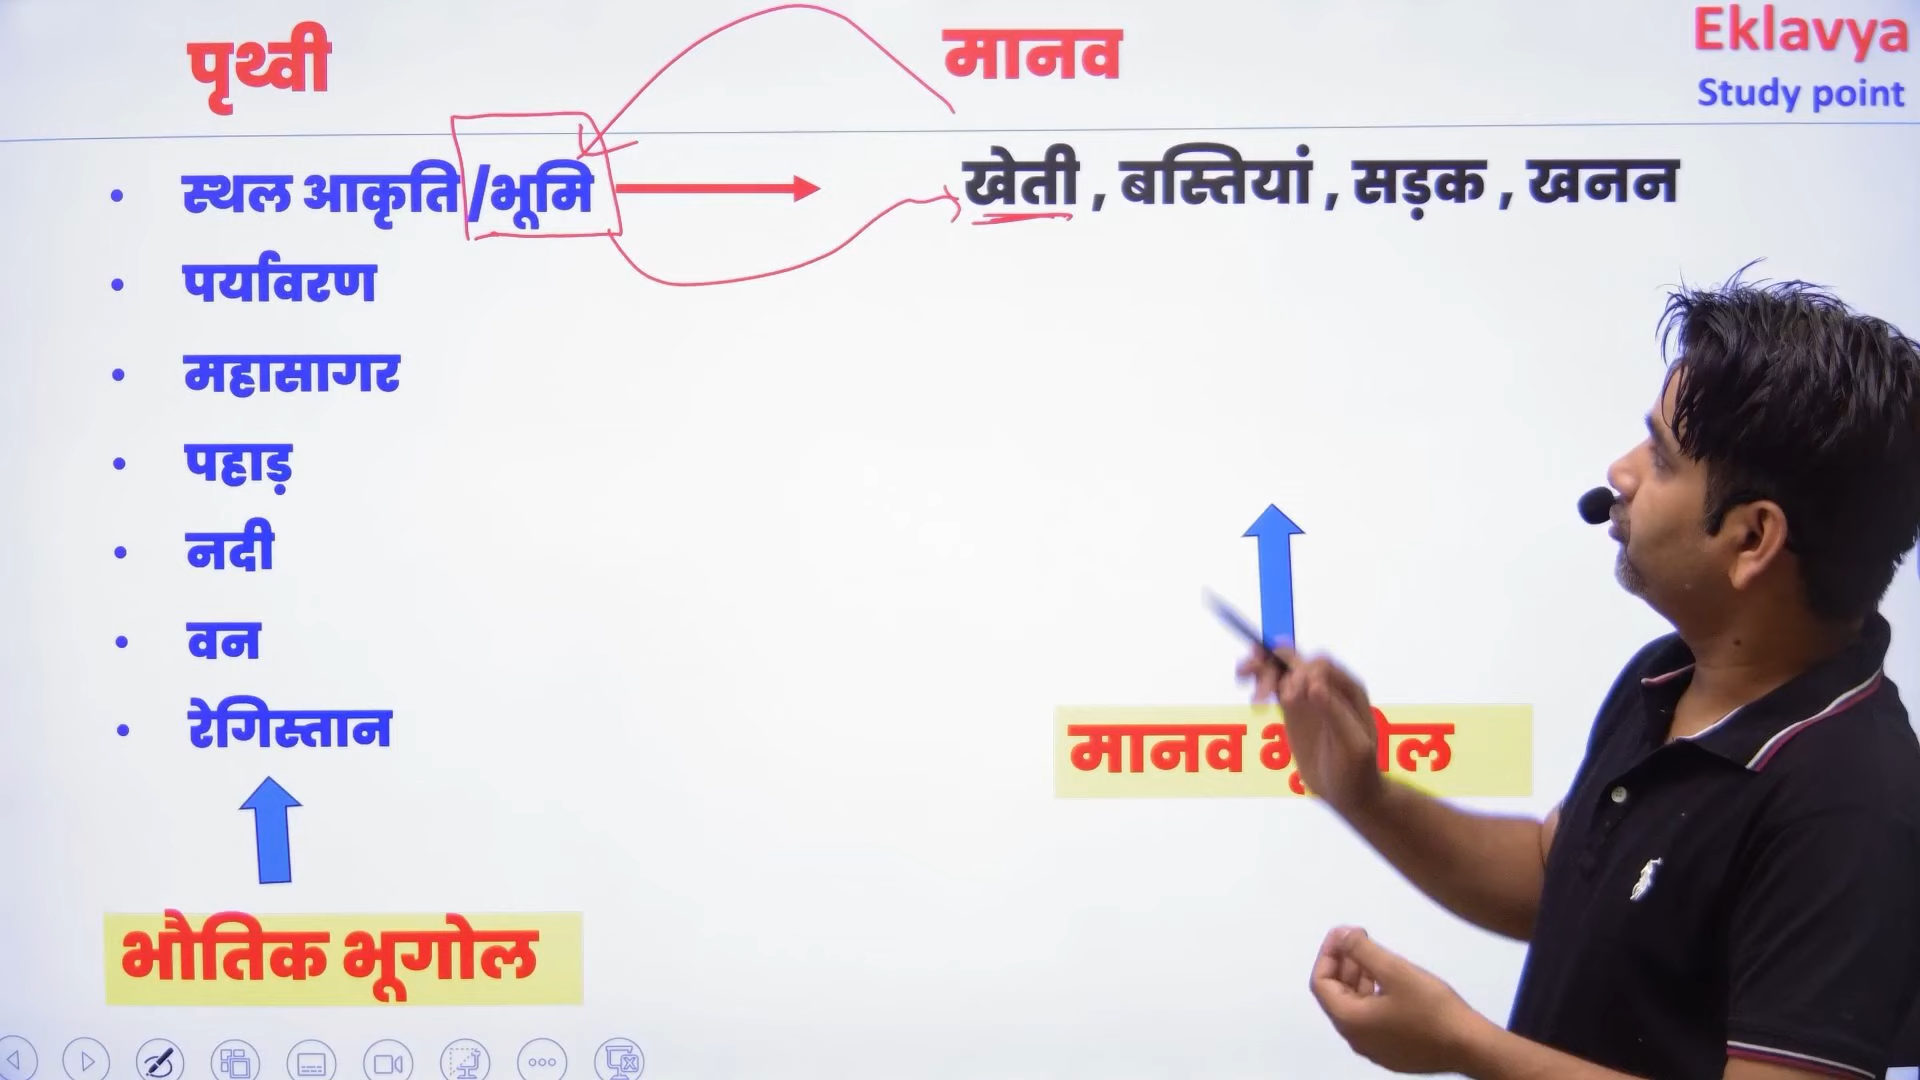 पृथ्वी
मानव
Eklavya
Study point
• स्थल आकृति/भूमि
खेती , बस्तियां , सड़क , खनन
• पर्यावरण
• महासागर
• पहाड़
• नदी
• वन
• रेगिस्तान
मानव
भौतिक भूगोल